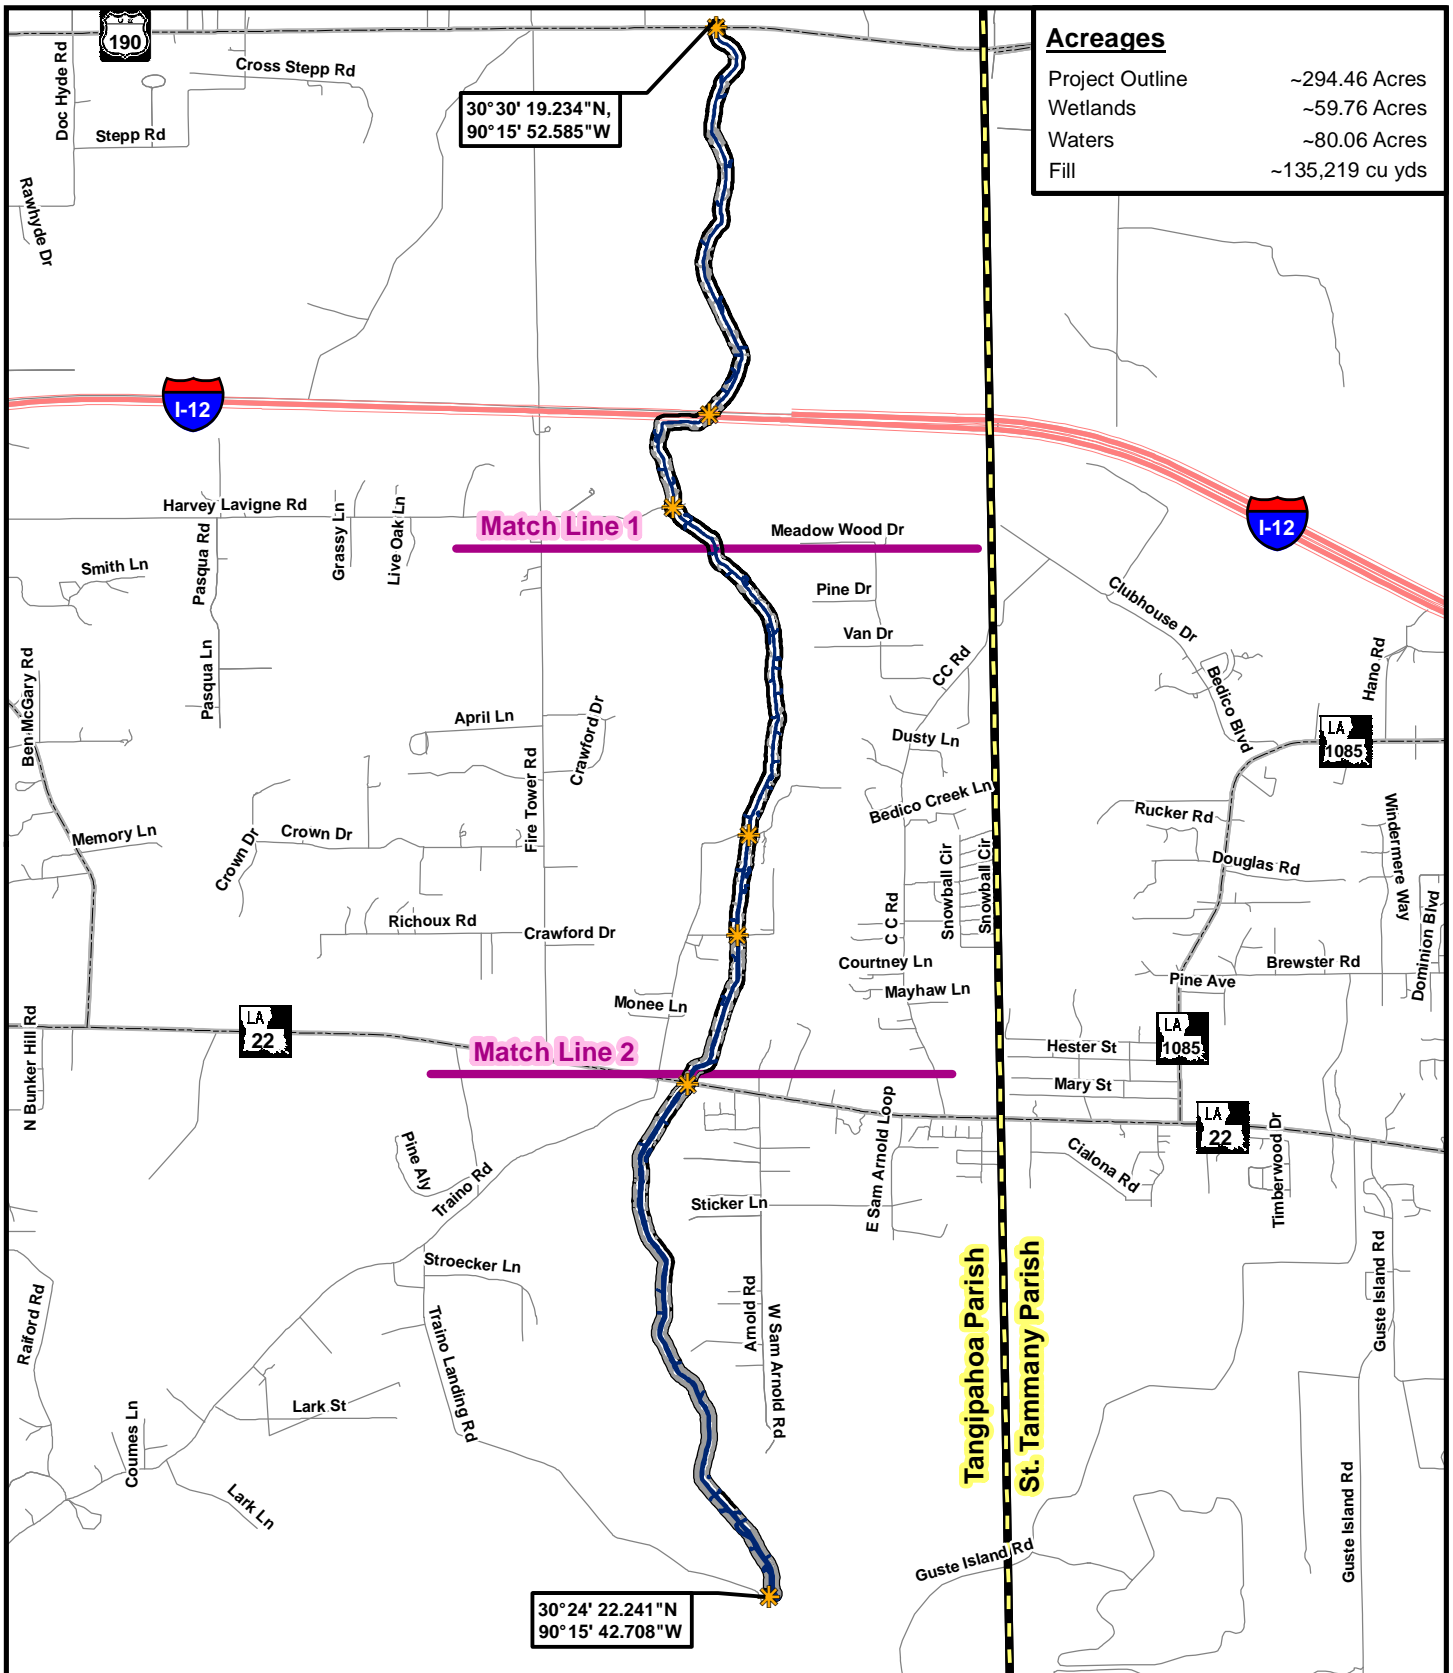 U S
190
Doc Hyde Rd
Cross Stepp Rd
Stepp Rd
Rawhyde Dr
30°30' 19.234"N,
90°15' 52.585"W
Acreages
Project Outline ~294.46 Acres
Wetlands ~59.76 Acres
Waters ~80.06 Acres
Fill ~135,219 cu yds
I-12
I-12
Harvey Lavigne Rd
Pasqua Rd
Grassy Ln
Live Oak Ln
Match Line 1
Meadow Wood Dr
Smith Ln
Pine Dr
Van Dr
Clubhouse Dr
CC Rd
Pasqua Ln
Ben McGary Rd
Bedico Blvd
Hano Rd
April Ln
Crawford Dr
Fire Tower Rd
Dusty Ln
LA
1085
Bedico Creek Ln
Rucker Rd
Windermere Way
Memory Ln
Crown Dr
Crown Dr
Snowball Cir
Snowball Cir
Douglas Rd
Dominion Blvd
Richoux Rd
Crawford Dr
C C Rd
Courtney Ln
Brewster Rd
Pine Ave
Mayhaw Ln
Monee Ln
N Bunker Hill Rd
LA
22
Match Line 2
Hester St
LA
1085
Mary St
E Sam Arnold Loop
LA
22
Timberwood Dr
Cialona Rd
Pine Aly
Traino Rd
Sticker Ln
Stroecker Ln
Tangipahoa Parish
St. Tammany Parish
Guste Island Rd
Raiford Rd
Traino Landing Rd
Arnold Rd
W Sam Arnold Rd
Lark St
Coumes Ln
Lark Ln
Guste Island Rd
Guste Island Rd
30°24' 22.241"N
90°15' 42.708"W